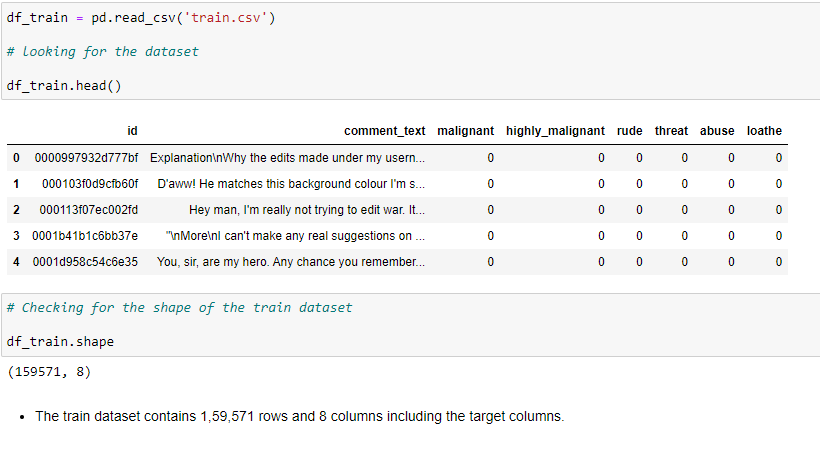 df_train = pd.read_csv('train.csv')
# Looking for the dataset
df_train.head()
id comment_text malignant highly_malignant rude threat abuse loathe
0 0000997932d777bf Explanation\nWhy the edits made under my usern... 0 0 0 0 0 0
1 000103f0d9cfb60f D'aww! He matches this background colour I'm s... 0 0 0 0 0 0
2 000113f07ec002fd Hey man, I'm really not trying to edit war. It... 0 0 0 0 0 0
3 0001b41b1c6bb37e "\nMore\nI can't make any real suggestions on ... 0 0 0 0 0 0
4 0001d958c54c6e35 You, sir, are my hero. Any chance you remember... 0 0 0 0 0 0
# Checking for the shape of the train dataset
df_train.shape
(159571, 8)
• The train dataset contains 1,59,571 rows and 8 columns including the target columns.